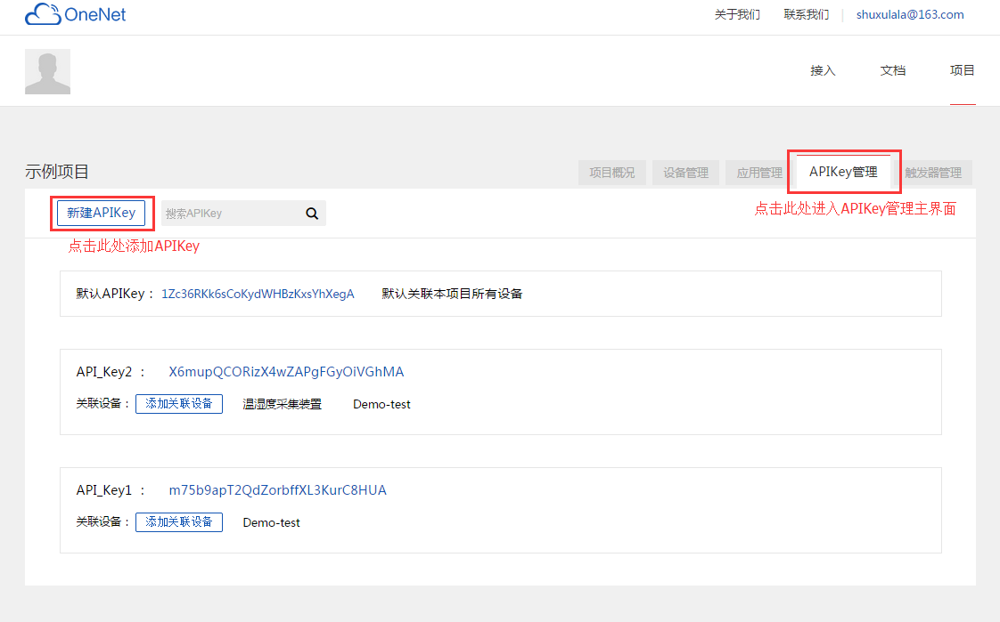 OneNet
关于我们 联系我们 shuxulala@163.com
接入 文档 项目
示例项目 项目概况 设备管理 应用管理 APIKey管理 触发器管理
新建APIKey 搜索APIKey 点击此处进入APIKey管理主界面
点击此处添加APIKey
默认APIKey： 1Zc36RKk6sCoKydWHBzKxsYhXegA 默认关联本项目所有设备
API_Key2 ： X6mupQCORizX4wZAPgFGyOiVGhMA
关联设备： 添加关联设备 温湿度采集装置 Demo-test
API_Key1 ： m75b9apT2QdZorbffXL3KurC8HUA
关联设备： 添加关联设备 Demo-test